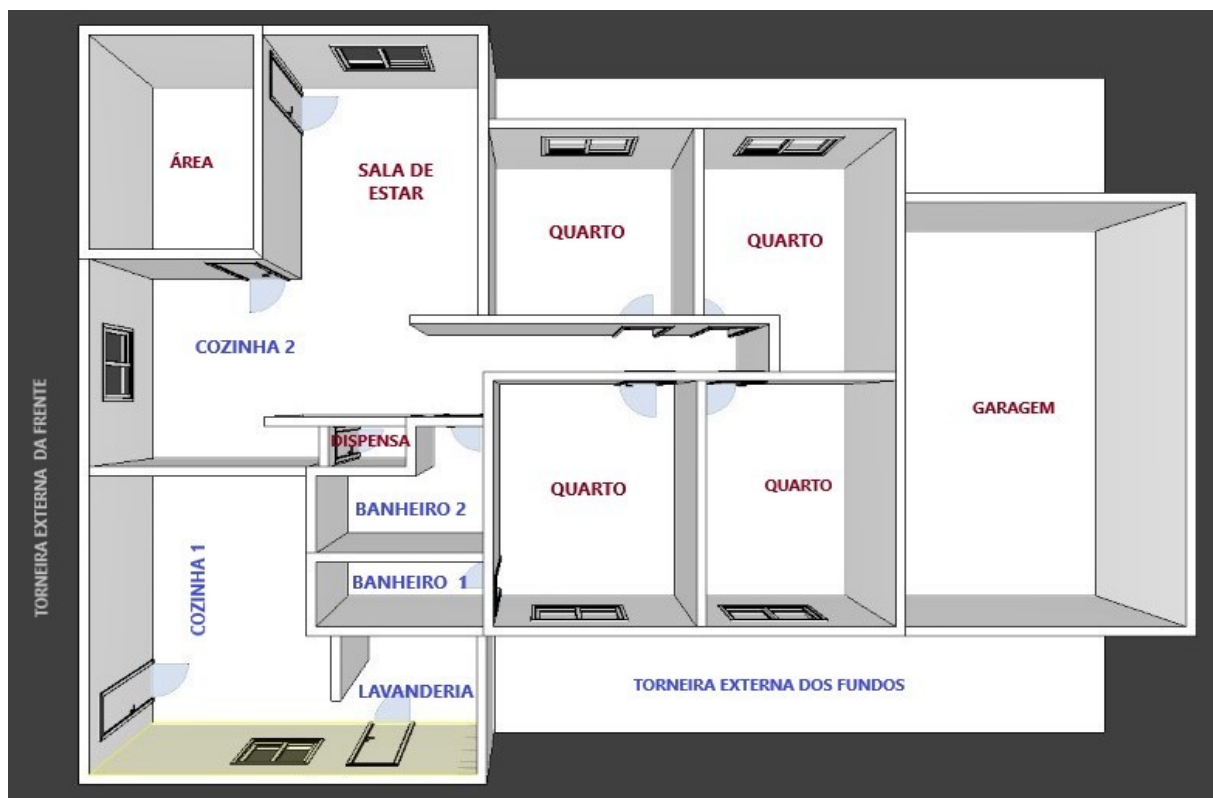 ÁREA
SALA DE
ESTAR
QUARTO
QUARTO
COZINHA 2
TORNEIRA EXTERNA  DA FRENTE
GARAGEM
DISPENSA
QUARTO
QUARTO
BANHEIRO 2
BANHEIRO  1
COZINHA 1
LAVANDERIA
TORNEIRA EXTERNA DOS FUNDOS